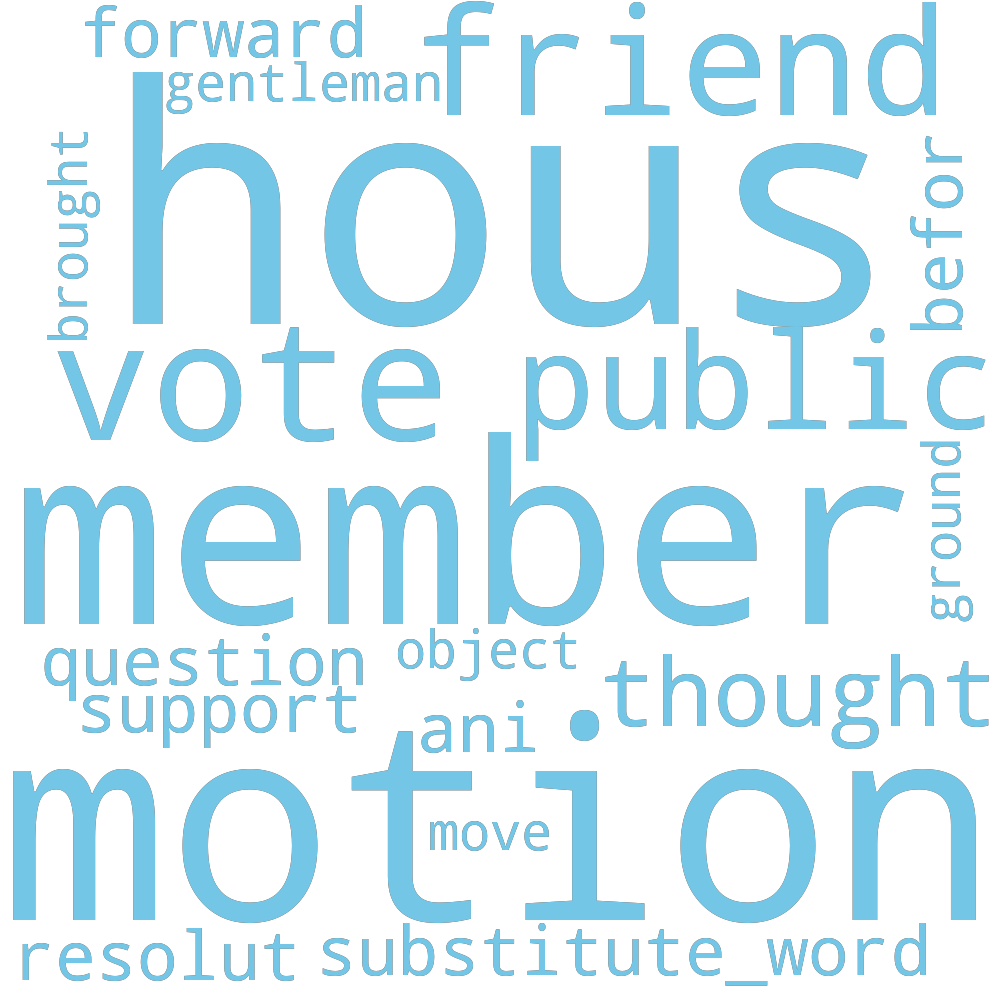 forward
friend
gentleman
hous
brought
befor
vote
public
member
ground
question
object
support
thought
ani
motion
move
resolut
substitute_word